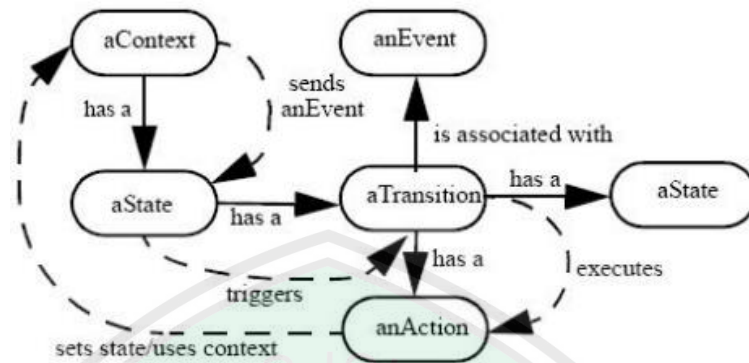 aContext
anEvent
sends
anEvent
has a
is associated with
aState
has a
aTransition
has a
aState
has a
executes
triggers
anAction
sets state/uses context